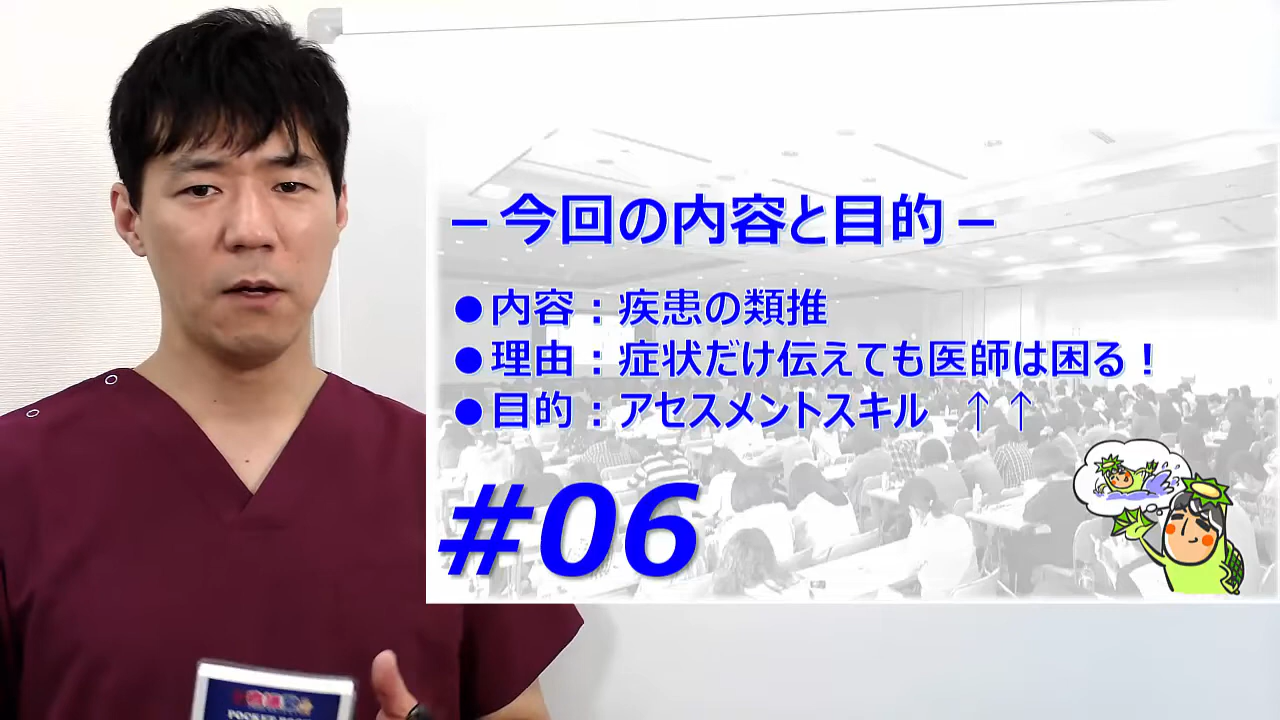 －今回の内容と目的－
●内容：疾患の類推
●理由：症状だけ伝えても医師は困る！
●目的：アセスメントスキル ↑↑
#06